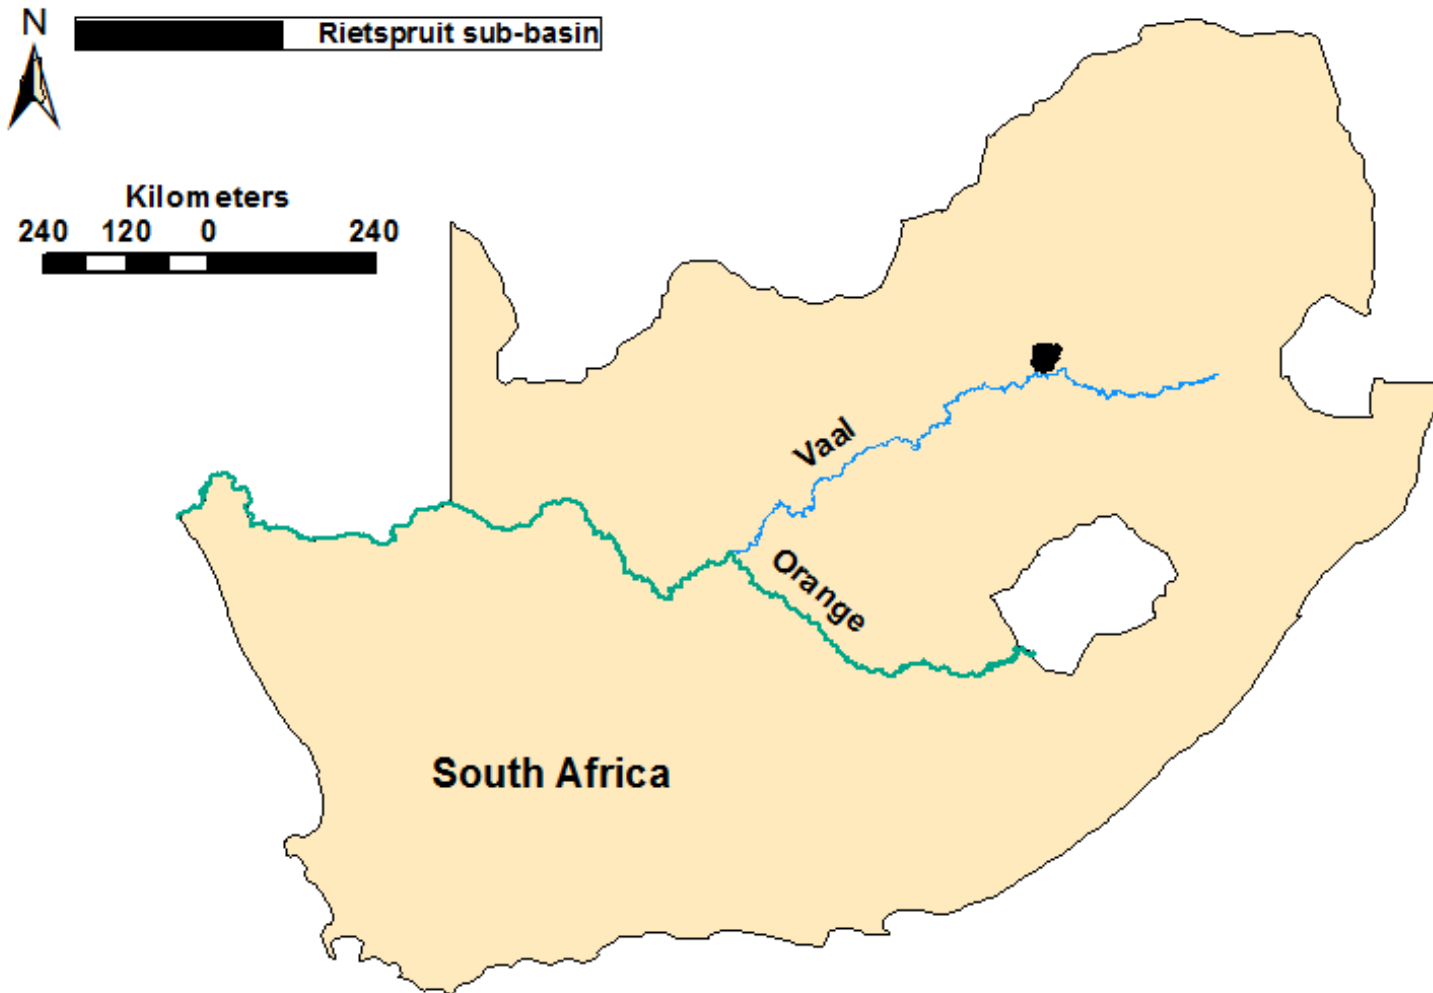 N
Rietspruit sub-basin
Kilometers
240 120 0 240
Vaal
Orange
South Africa